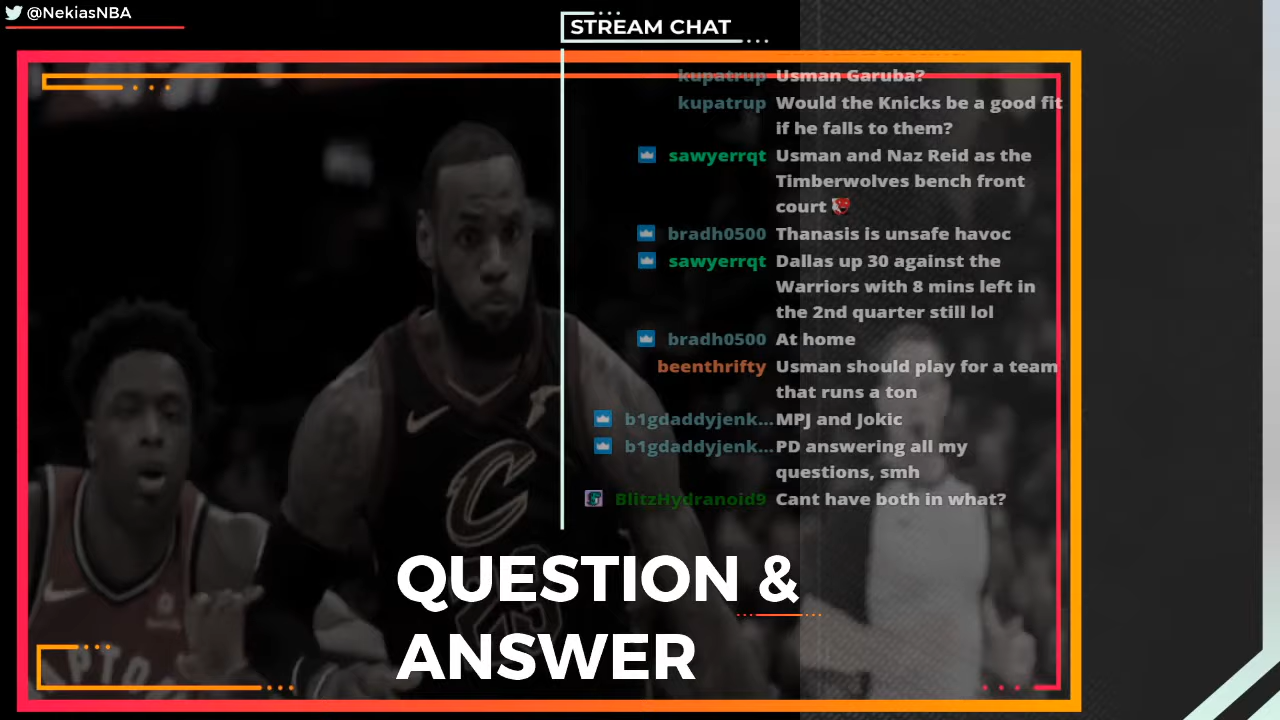 @NekiasNBA
STREAM CHAT
kupatrup Usman Garuba?
kupatrup Would the Knicks be a good fit
if he falls to them?
sawyerrqt Usman and Naz Reid as the
Timberwolves bench front
court
bradh0500 Thanasis is unsafe havoc
sawyerrqt Dallas up 30 against the
Warriors with 8 mins left in
the 2nd quarter still lol
bradh0500 At home
beenthrifty Usman should play for a team
that runs a ton
b1gdaddyjenk... MPJ and Jokic
b1gdaddyjenk... PD answering all my
questions, smh
BlitzHydranoid9 Cant have both in what?
QUESTION &
ANSWER